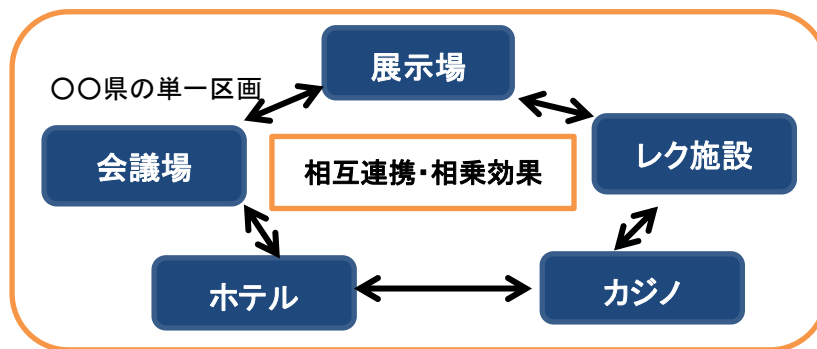 展示場
〇〇県の単一区画
会議場
レク施設
相互連携・相乗効果
ホテル
カジノ